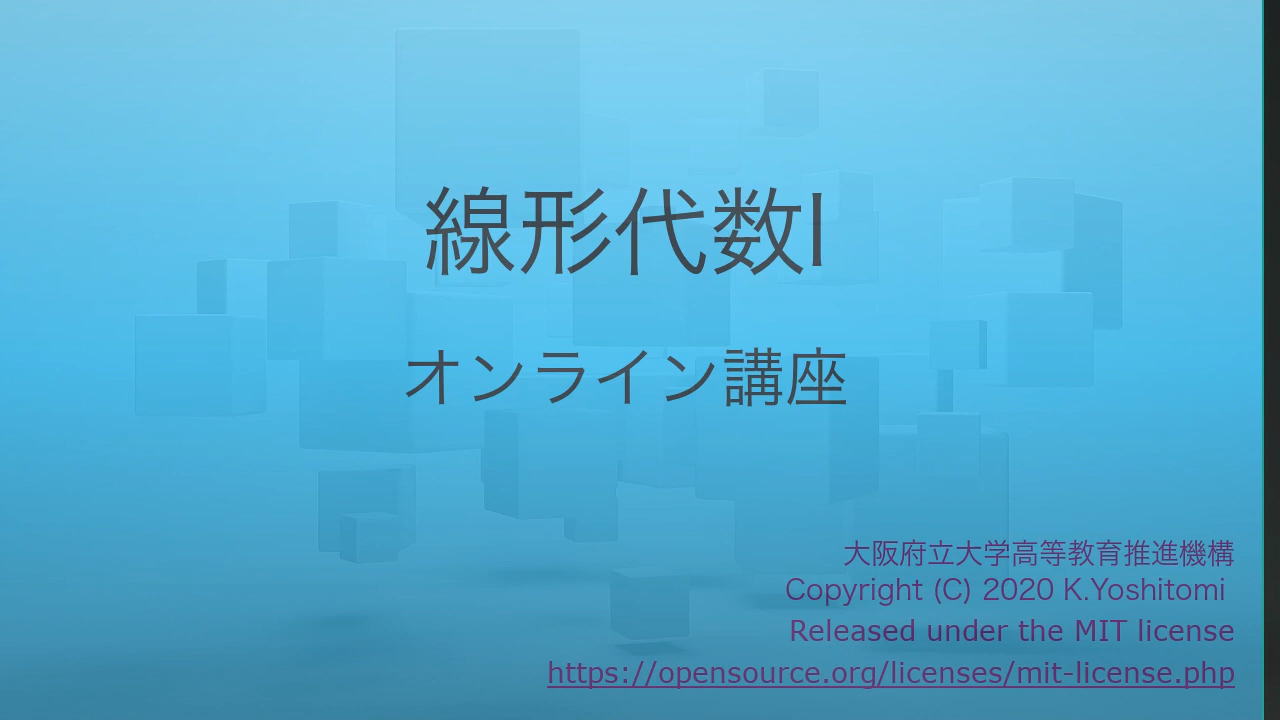 線形代数I
オンライン講座
大阪府立大学高等教育推進機構
Copyright (C) 2020 K.Yoshitomi
Released under the MIT license
https://opensource.org/licenses/mit-license.php